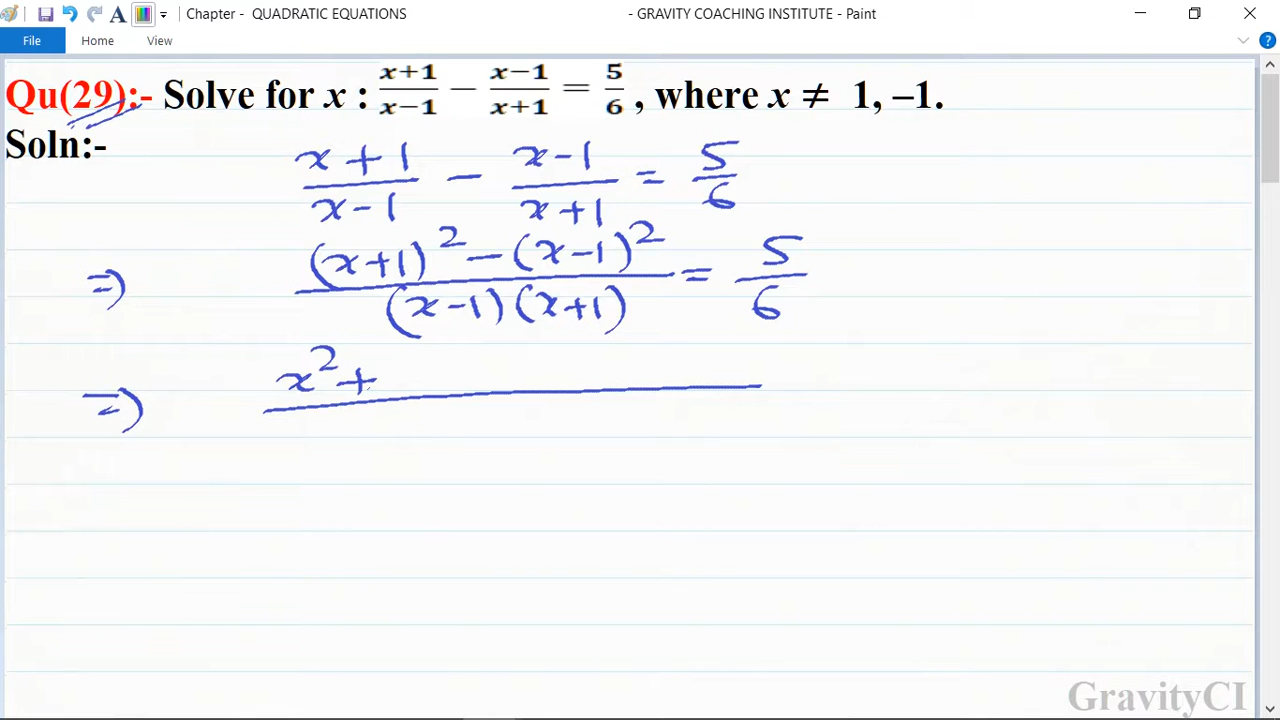 Chapter - QUADRATIC EQUATIONS - GRAVITY COACHING INSTITUTE - Paint
File Home View
Qu(29):- Solve for x : (x+1)/(x−1) − (x−1)/(x+1) = 5/6 , where x ≠ 1, –1.
Soln:-
(x+1)/(x-1) - (x-1)/(x+1) = 5/6
=) ((x+1)² - (x-1)²)/((x-1)(x+1)) = 5/6
=) x² +
GravityCI